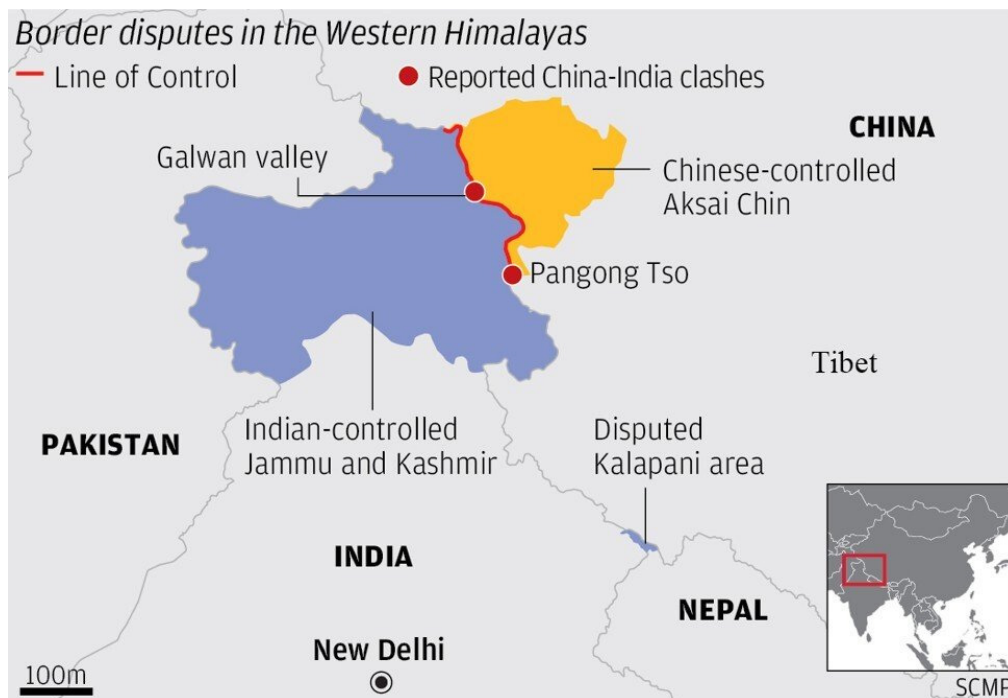 Border disputes in the Western Himalayas
Line of Control
Reported China-India clashes
CHINA
Galwan valley
Chinese-controlled
Aksai Chin
Pangong Tso
Tibet
PAKISTAN
Indian-controlled
Jammu and Kashmir
Disputed
Kalapani area
INDIA
NEPAL
New Delhi
100m
SCMP